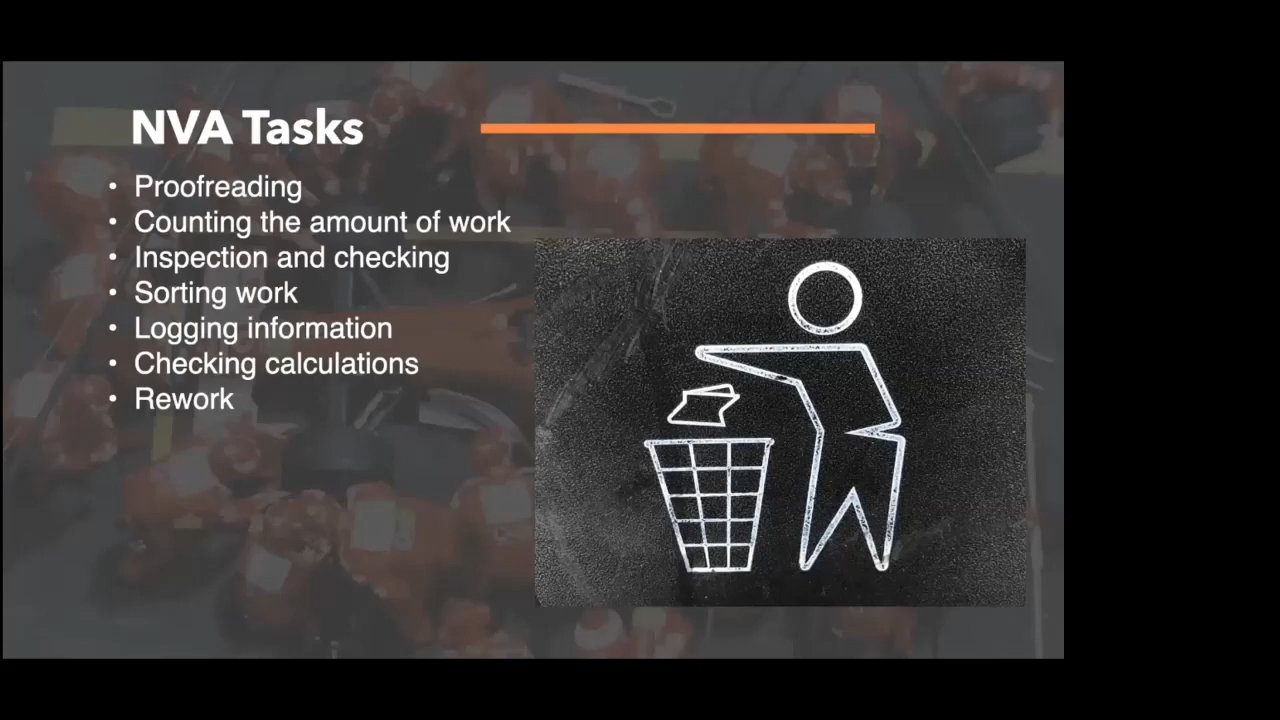 NVA Tasks
• Proofreading
• Counting the amount of work
• Inspection and checking
• Sorting work
• Logging information
• Checking calculations
• Rework